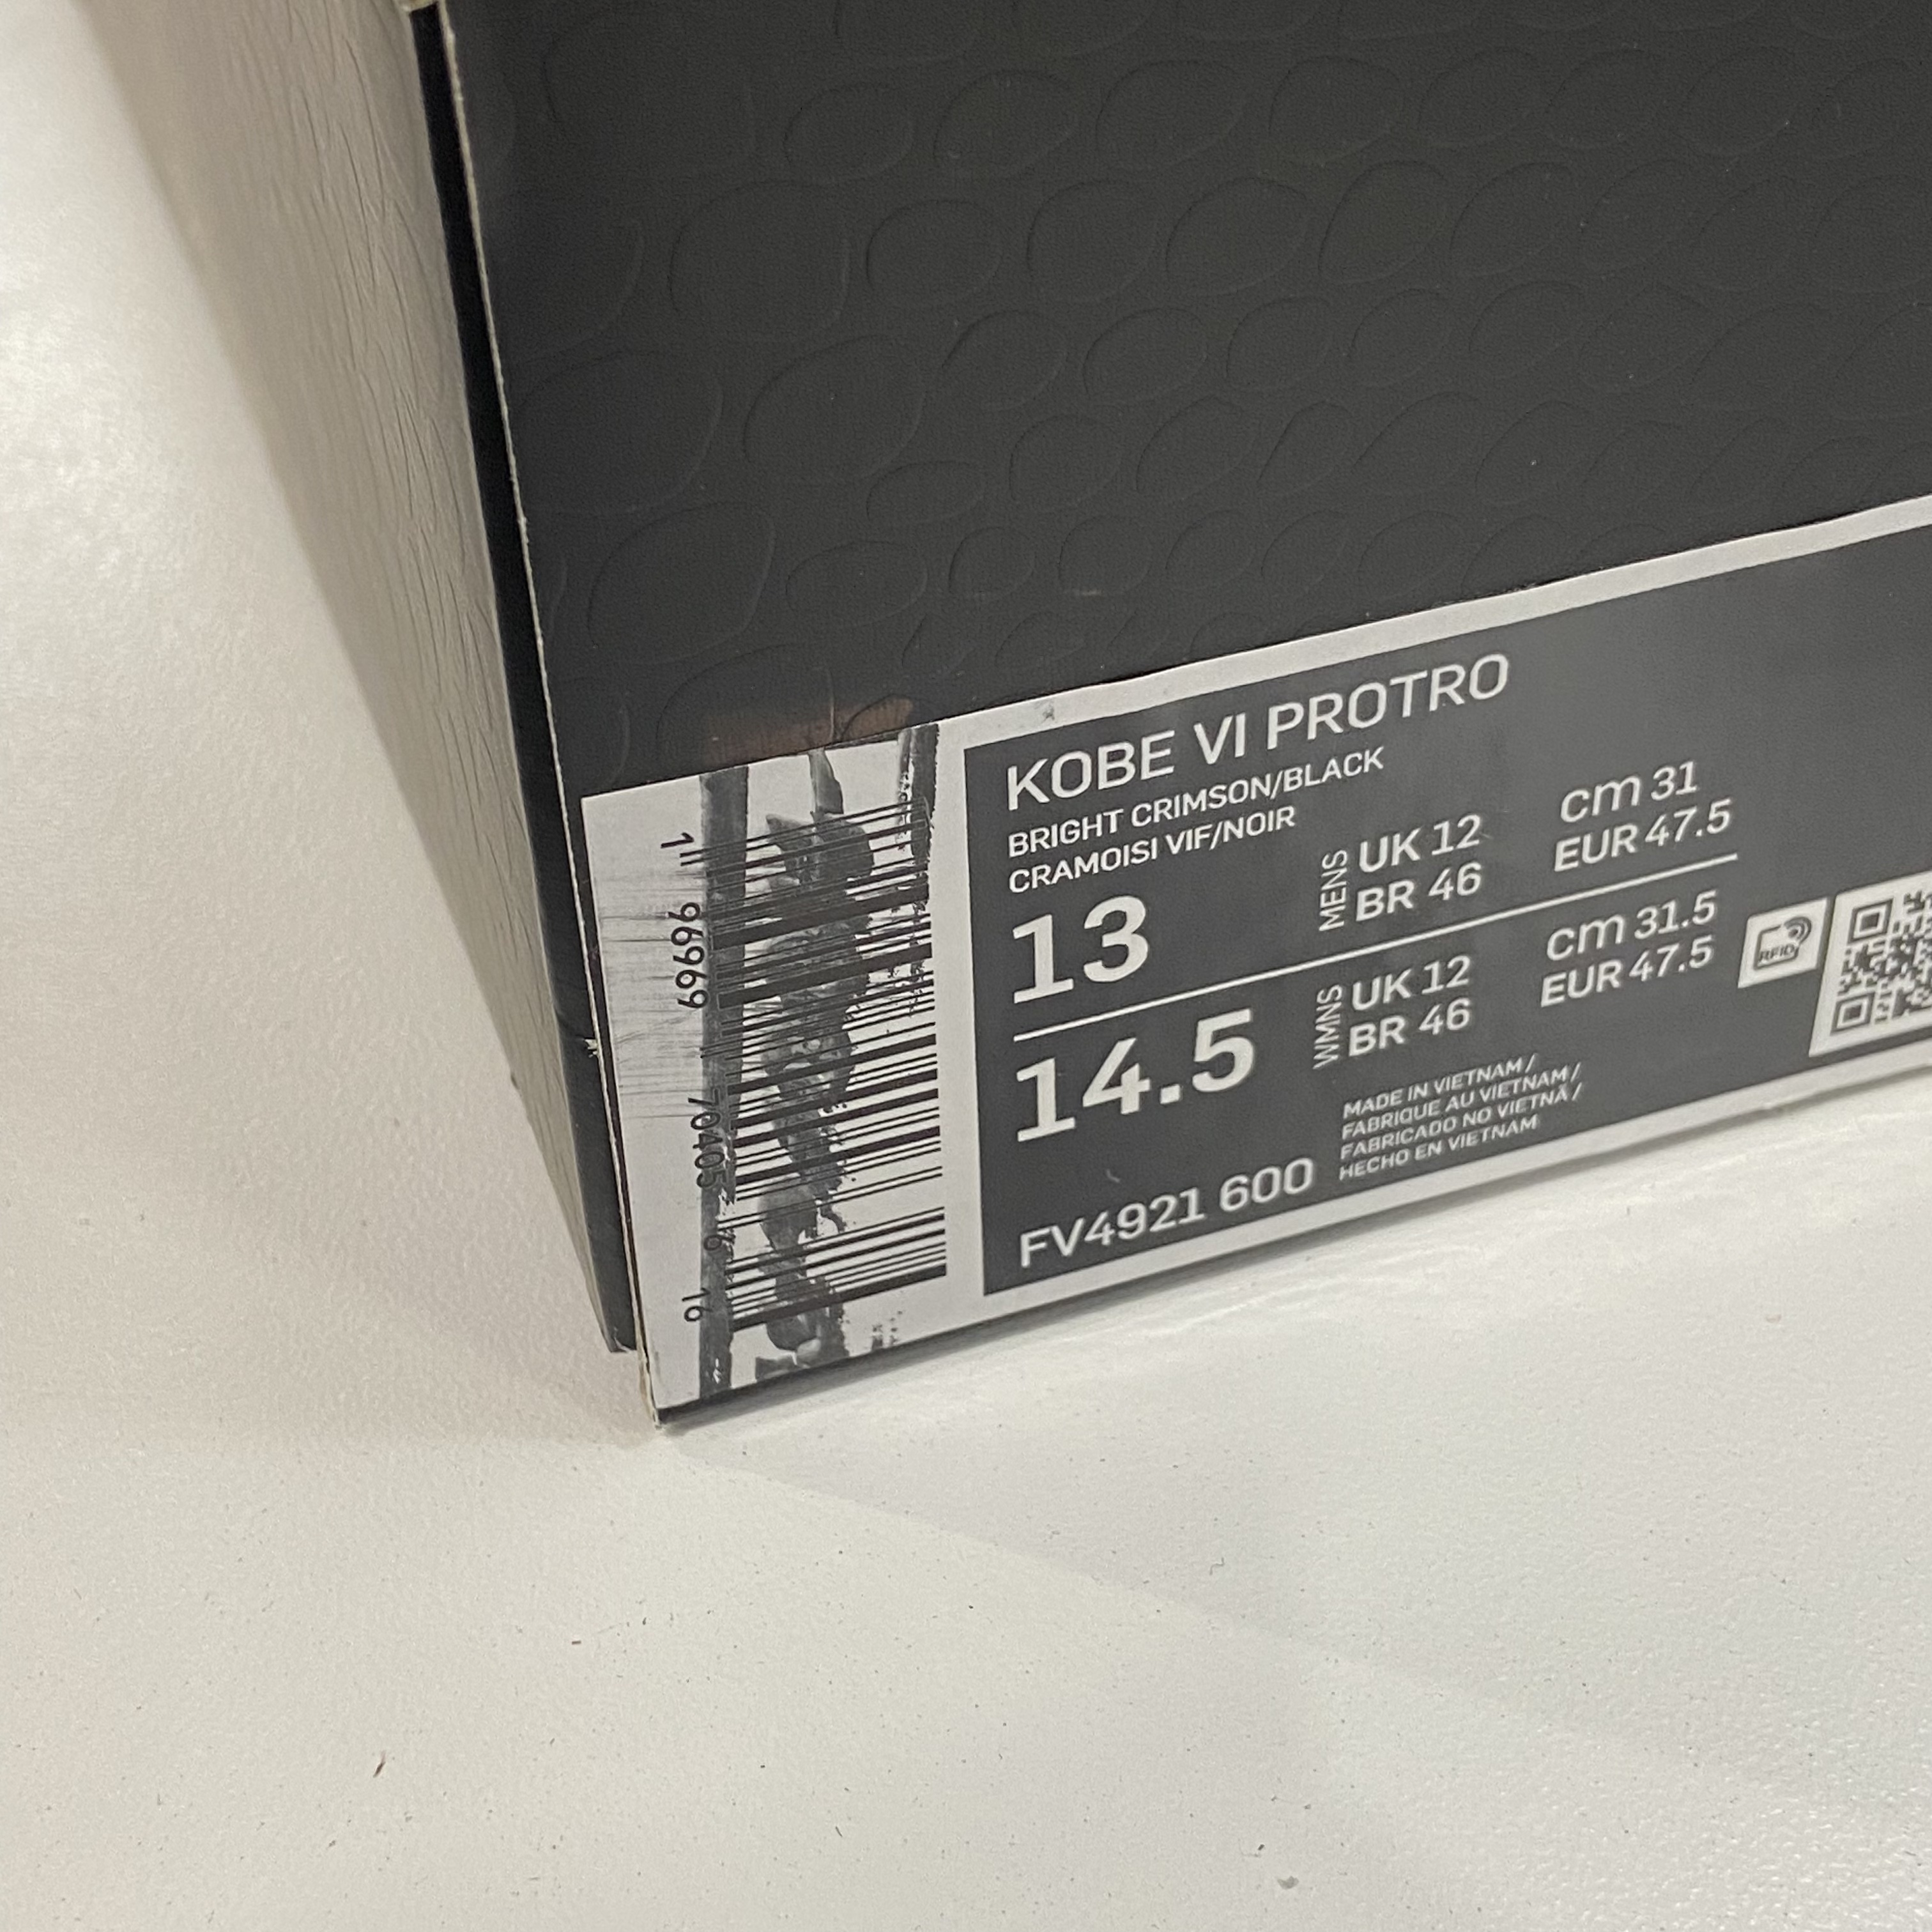 KOBE VI PROTRO
BRIGHT CRIMSON/BLACK
CRAMOISI VIF/NOIR
13
MENS
UK 12
BR 46
cm 31
EUR 47.5
14.5
WMNS
UK 12
BR 46
cm 31.5
EUR 47.5
RFID
MADE IN VIETNAM/
FABRIQUE AU VIETNAM/
FABRICADO NO VIETNÃ/
HECHO EN VIETNAM
FV4921 600
1 96969 70405 6 16